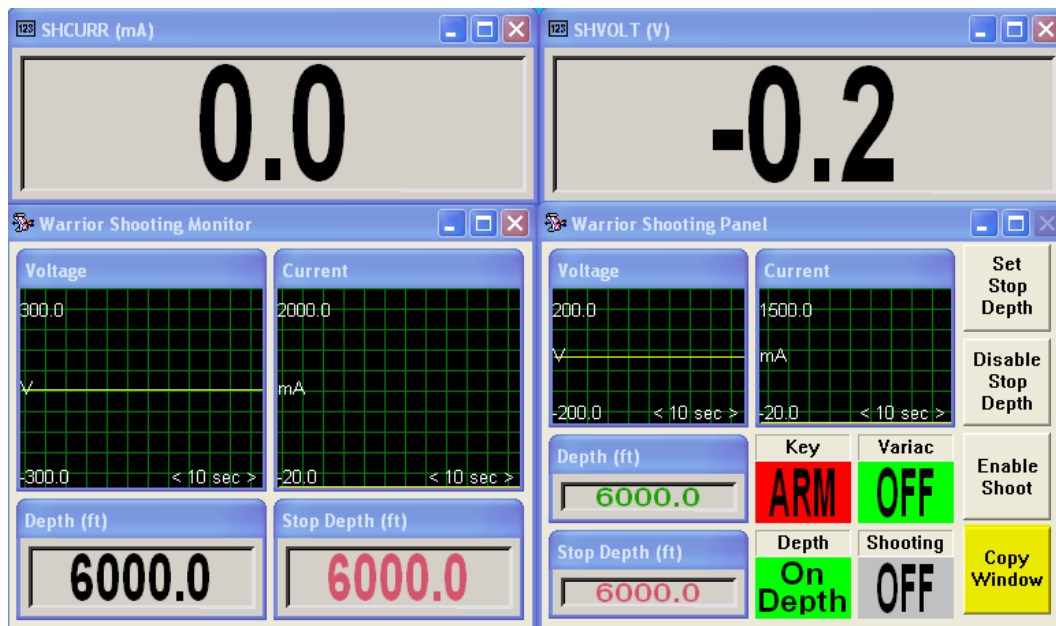 123 SHCURR (mA)
0.0
123 SHVOLT (V)
-0.2
Warrior Shooting Monitor
Voltage
300.0
V
-300.0
< 10 sec >
Current
2000.0
mA
-20.0
< 10 sec >
Depth (ft)
6000.0
Stop Depth (ft)
6000.0
Warrior Shooting Panel
Voltage
200.0
V
-200.0
< 10 sec >
Current
1500.0
mA
-20.0
< 10 sec >
Set
Stop
Depth
Disable
Stop
Depth
Depth (ft)
6000.0
Key
ARM
Variac
OFF
Enable
Shoot
Stop Depth (ft)
6000.0
Depth
On
Depth
Shooting
OFF
Copy
Window